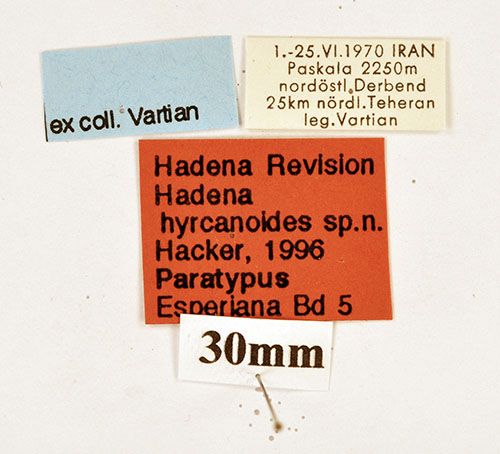 ex coll. Vartian
1.-25.VI.1970 IRAN
Paskala 2250m
nordöstl.Derbend
25km nördl.Teheran
leg.Vartian
Hadena Revision
Hadena
hyrcanoides sp.n.
Hacker, 1996
Paratypus
Esperiana Bd 5
30mm